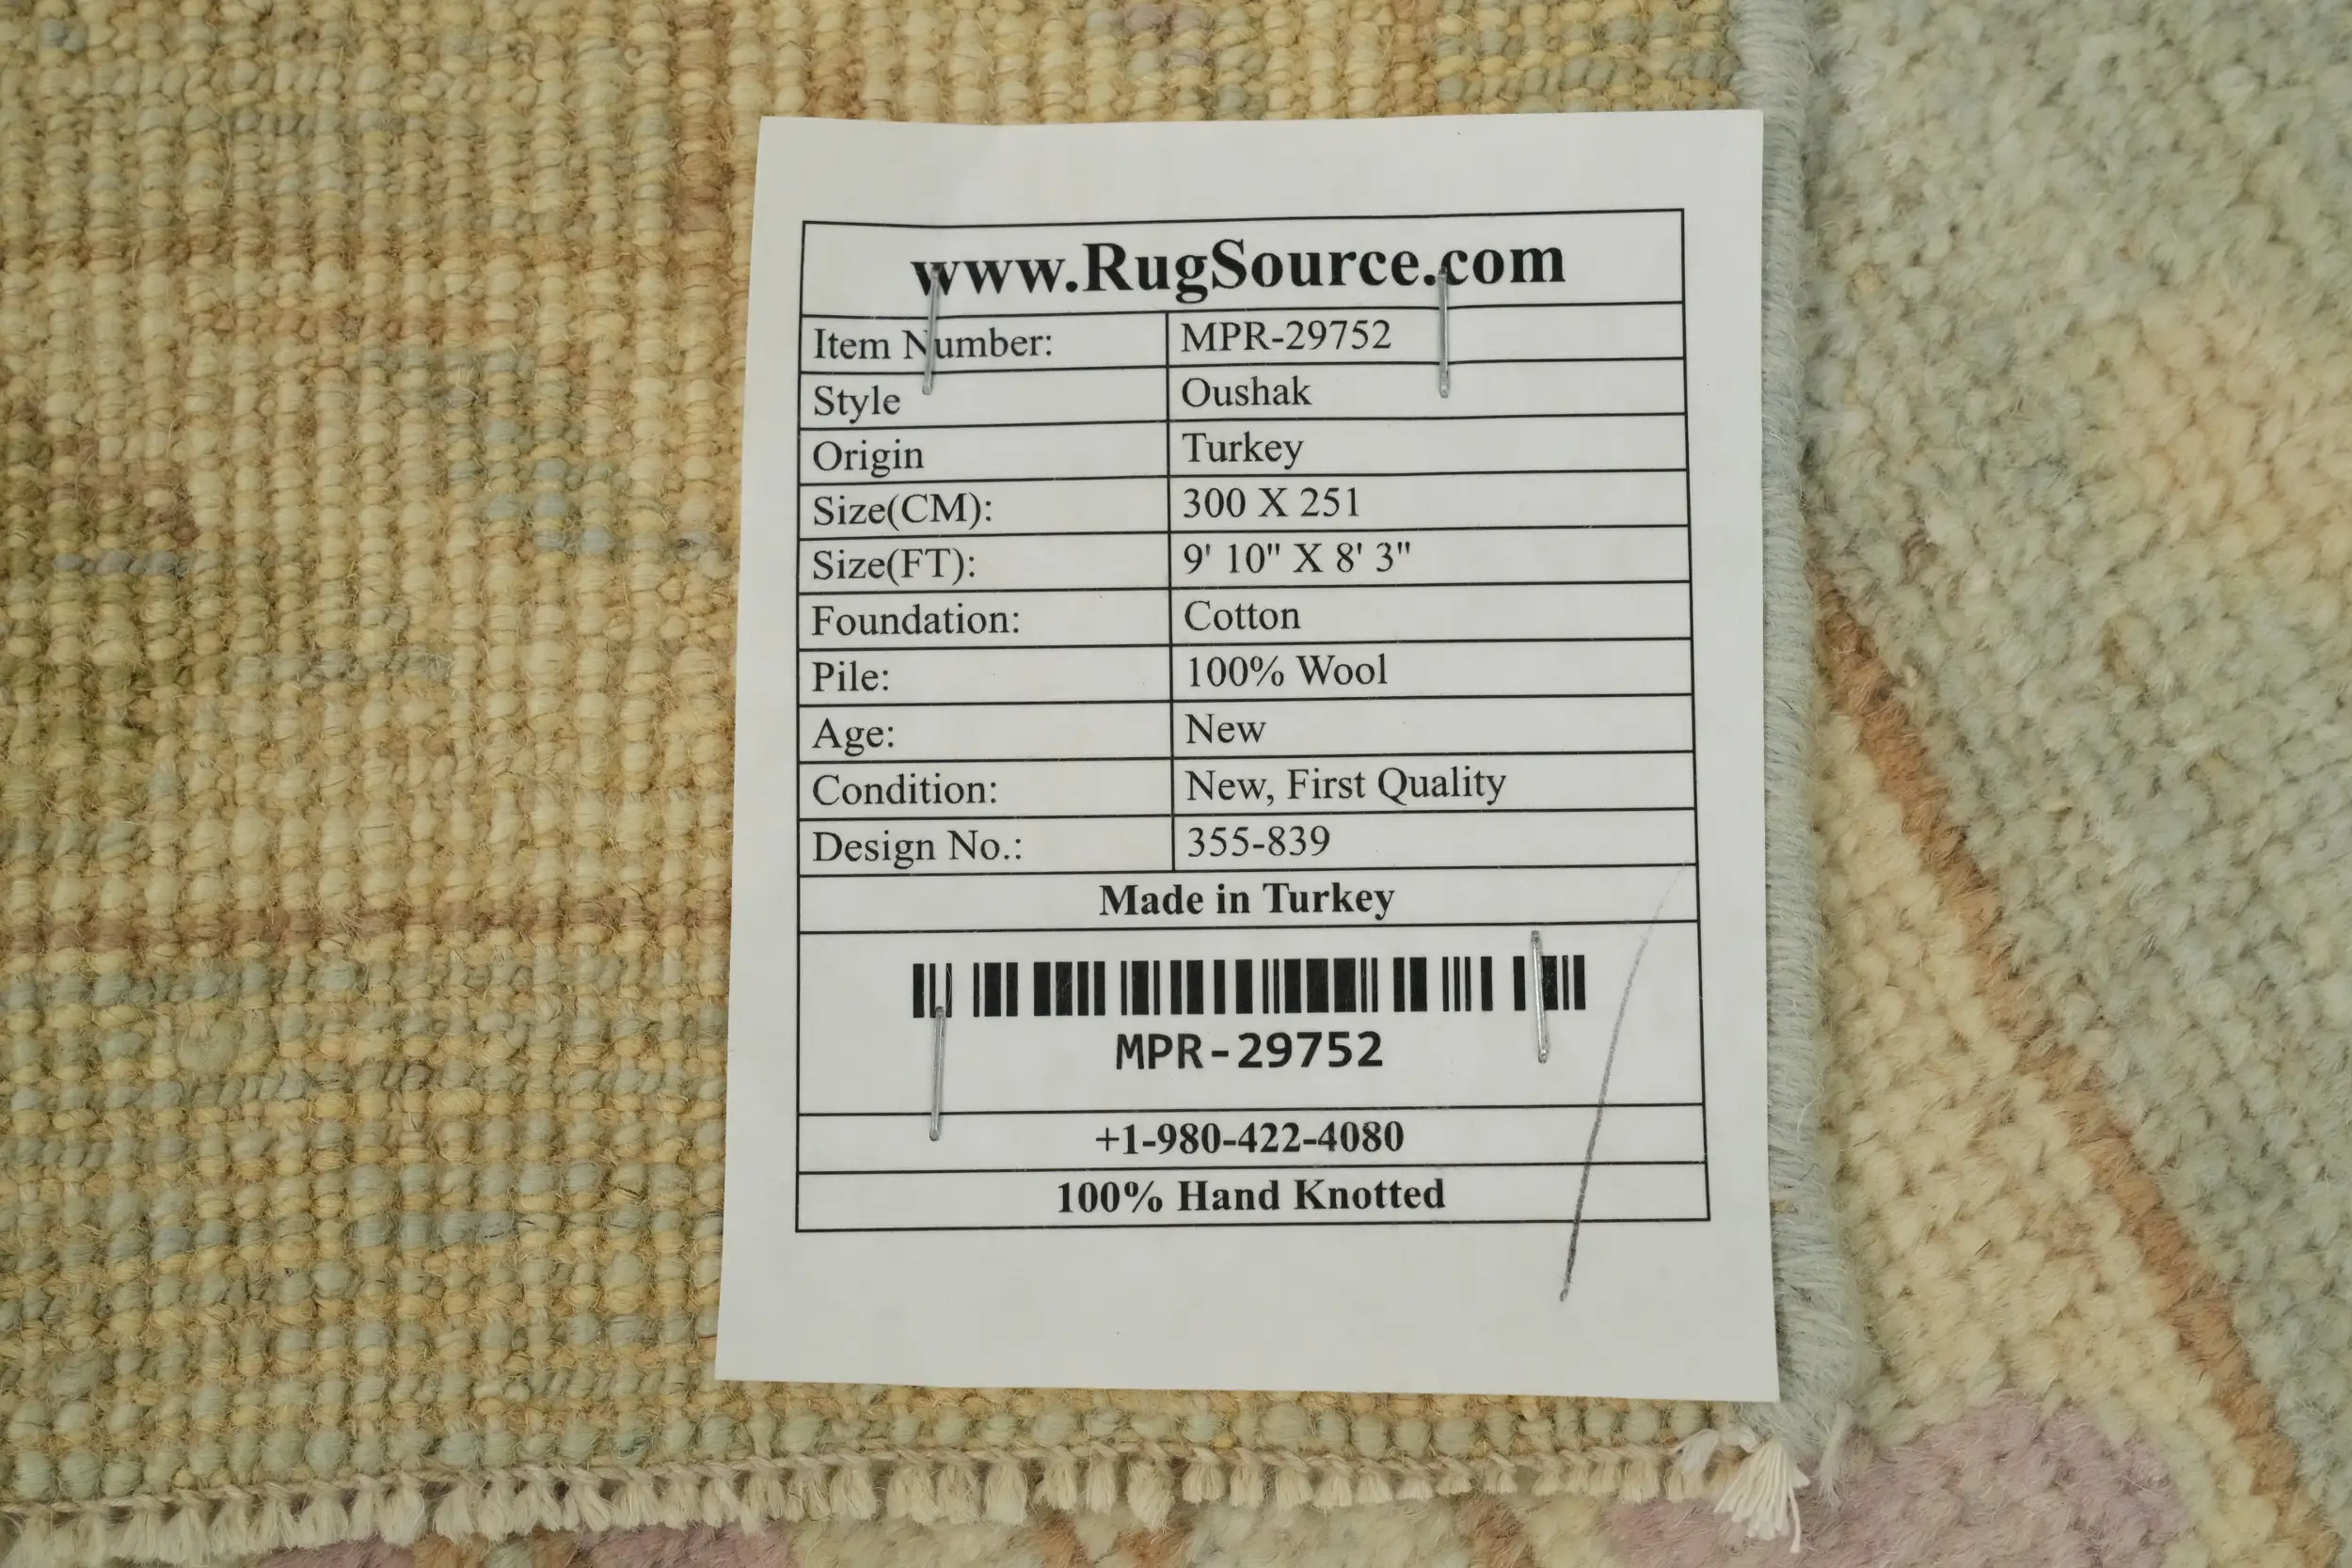 www.RugSource.com
Item Number: MPR-29752
Style Oushak
Origin Turkey
Size(CM): 300 X 251
Size(FT): 9' 10" X 8' 3"
Foundation: Cotton
Pile: 100% Wool
Age: New
Condition: New, First Quality
Design No.: 355-839
Made in Turkey
MPR-29752
+1-980-422-4080
100% Hand Knotted